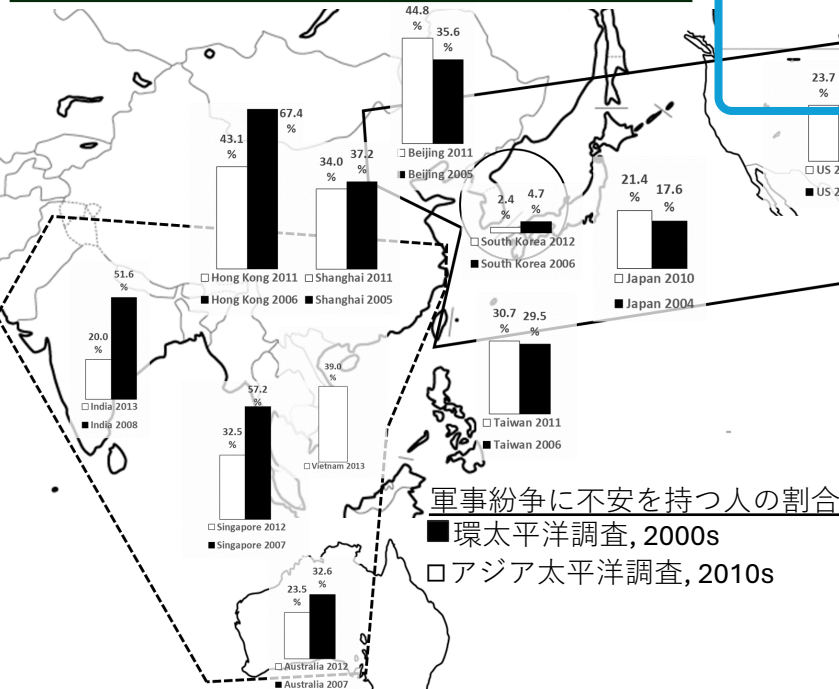 44.8
%
35.6
%
□ Beijing 2011
■ Beijing 2005
23.7
%
□ US 2
■ US 2
43.1
%
67.4
%
□ Hong Kong 2011
■ Hong Kong 2006
34.0
%
37.2
%
□ Shanghai 2011
■ Shanghai 2005
2.4
%
4.7
%
□ South Korea 2012
■ South Korea 2006
21.4
%
17.6
%
□ Japan 2010
■ Japan 2004
20.0
%
51.6
%
□ India 2013
■ India 2008
30.7
%
29.5
%
□ Taiwan 2011
■ Taiwan 2006
32.5
%
57.2
%
□ Singapore 2012
■ Singapore 2007
39.0
%
□ Vietnam 2013
軍事紛争に不安を持つ人の割合
■環太平洋調査, 2000s
□アジア太平洋調査, 2010s
23.5
%
32.6
%
□ Australia 2012
■ Australia 2007